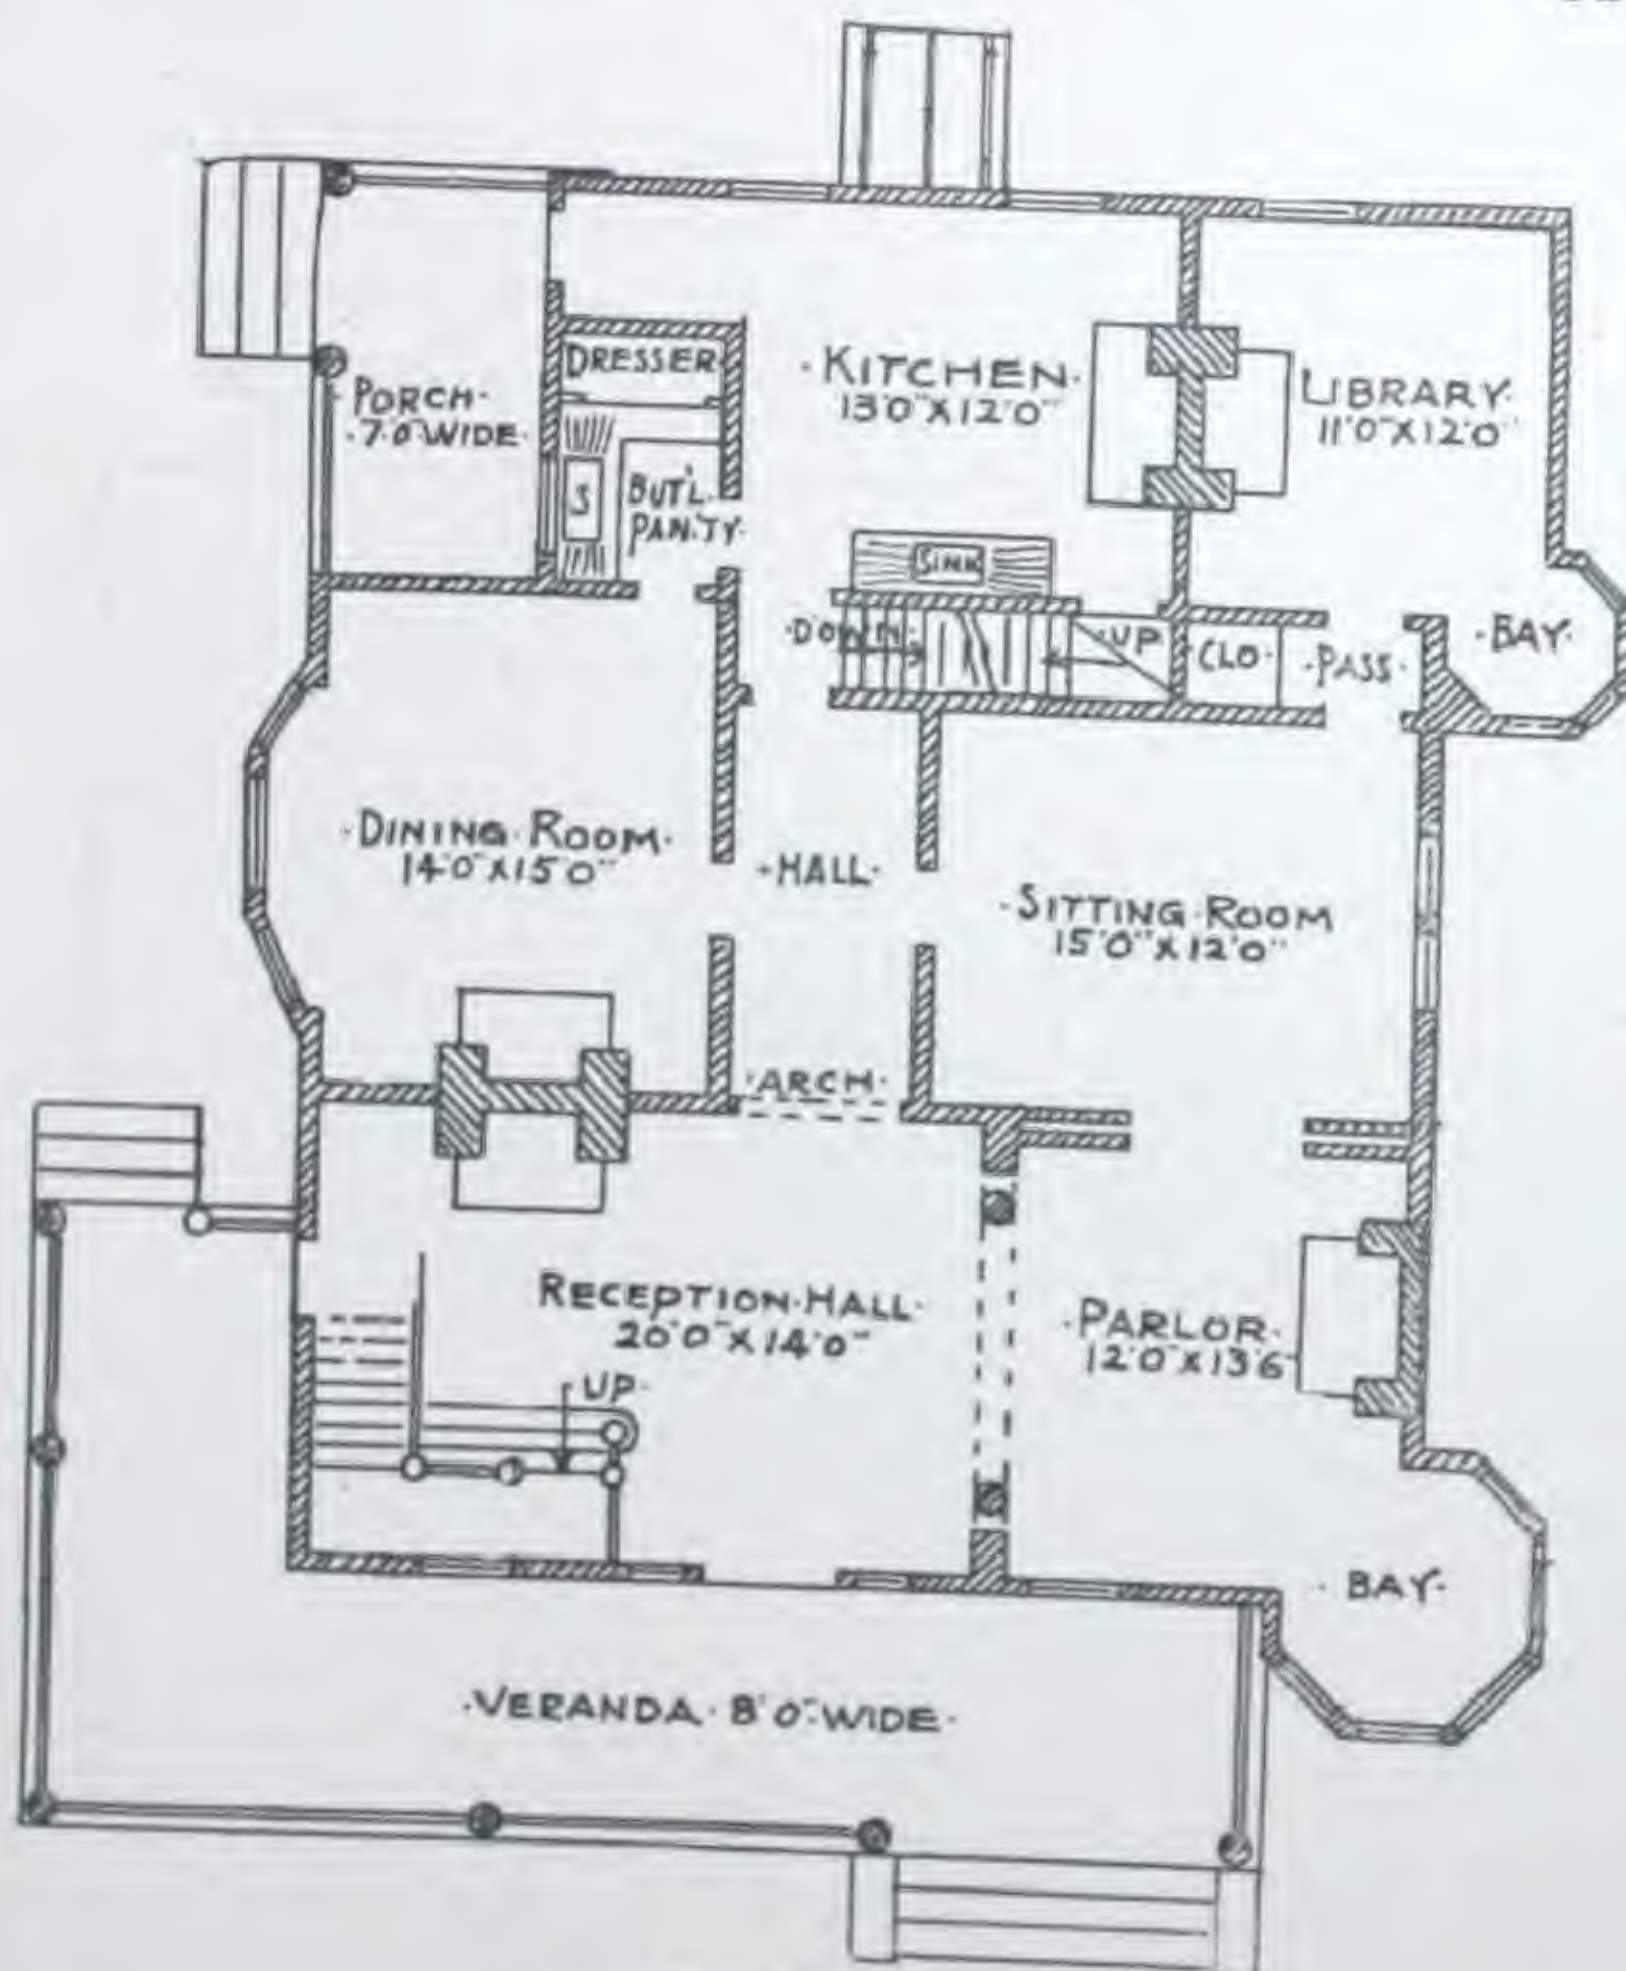 DRESSER
·KITCHEN·
13'0"X12'0"
LIBRARY·
11'0"X12'0"
·PORCH·
·7·0"WIDE·
S
BUT'L·
PAN·TY·
SINK
·DOWN·
·UP
CLO·
·PASS·
·BAY·
·DINING·ROOM·
14'0"X15'0"
·HALL·
·SITTING·ROOM
15'0"X12'0"
·ARCH·
RECEPTION·HALL·
20'0"X14'0"
·PARLOR·
12'0"X13'6
UP·
·BAY·
·VERANDA·8'0"·WIDE·